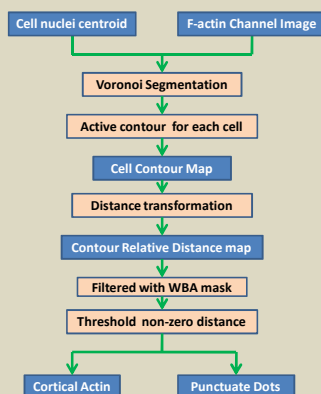 Cell nuclei centroid
F-actin Channel Image
Voronoi Segmentation
Active contour for each cell
Cell Contour Map
Distance transformation
Contour Relative Distance map
Filtered with WBA mask
Threshold non-zero distance
Cortical Actin
Punctuate Dots